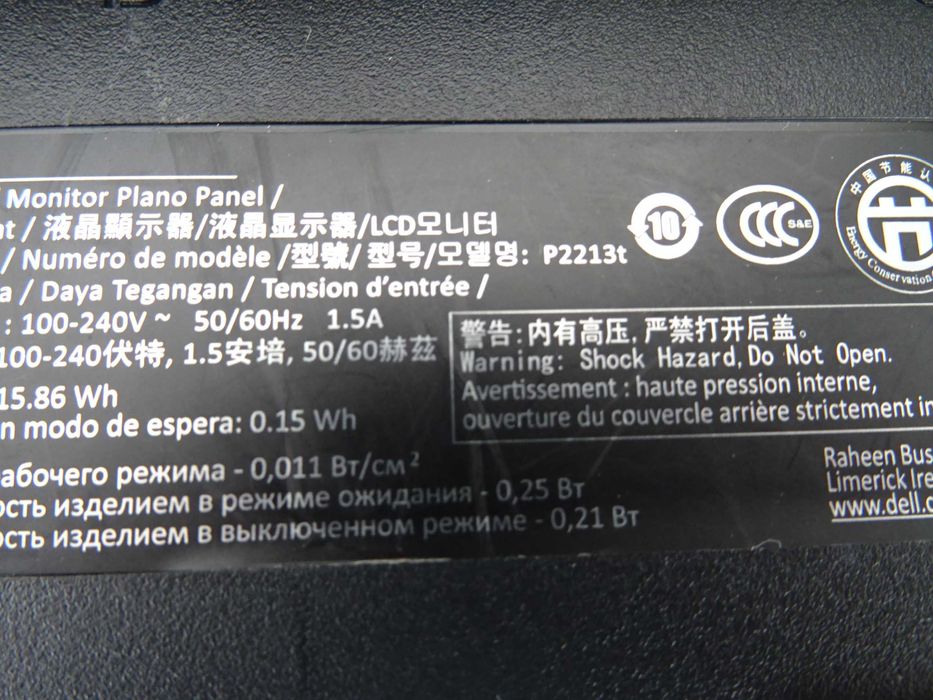 / Monitor Plano Panel /
nt / 液晶顯示器/液晶显示器/LCD모니터
/ Numéro de modèle /型號/ 型号/모델명: P2213t
a / Daya Tegangan / Tension d'entrée /
: 100-240V ~ 50/60Hz 1.5A
100-240伏特, 1.5安培, 50/60赫茲
15.86 Wh
n modo de espera: 0.15 Wh
рабочего режима - 0,011 Вт/см²
ость изделием в режиме ожидания - 0,25 Вт
ость изделием в выключенном режиме - 0,21 Вт
10
CCC S&E
中国节能认
Energy Conservation
警告: 内有高压, 严禁打开后盖。
Warning: Shock Hazard, Do Not Open.
Avertissement : haute pression interne,
ouverture du couvercle arrière strictement in
Raheen Bus
Limerick Ire
www.dell.c